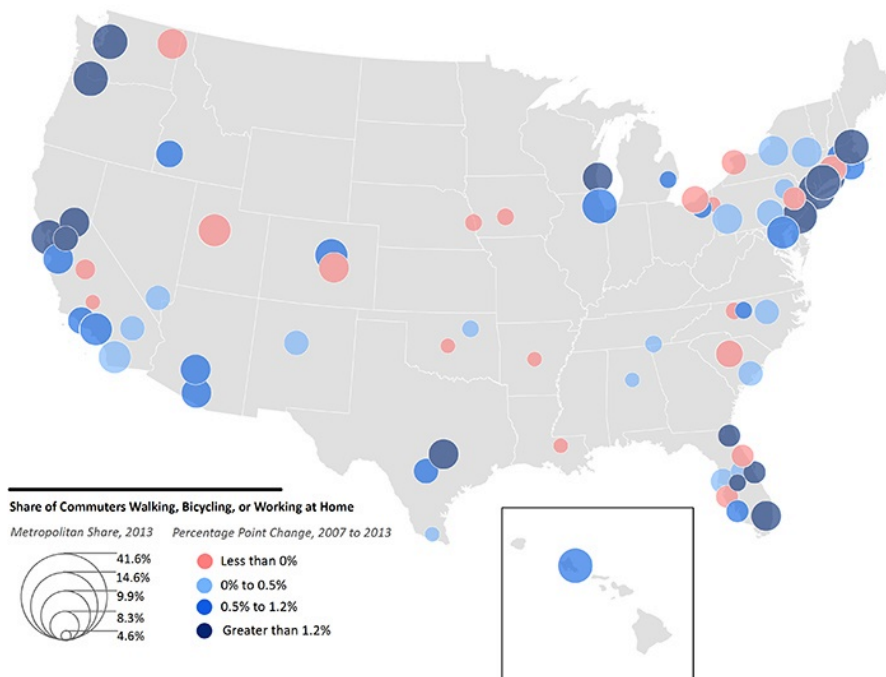 Share of Commuters Walking, Bicycling, or Working at Home
Metropolitan Share, 2013 Percentage Point Change, 2007 to 2013
41.6%
14.6%
9.9%
8.3%
4.6%
Less than 0%
0% to 0.5%
0.5% to 1.2%
Greater than 1.2%